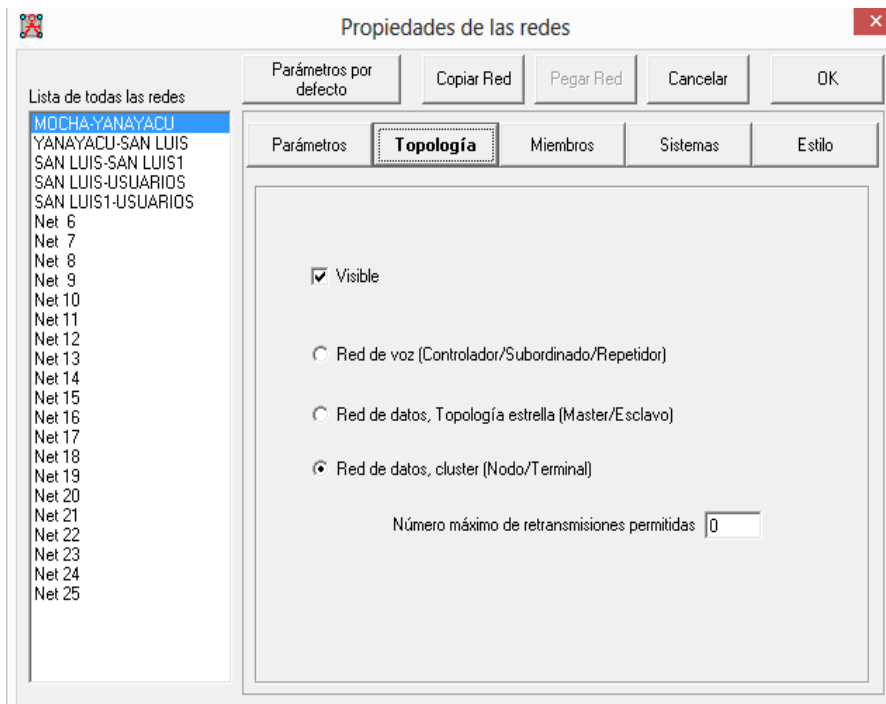 Propiedades de las redes
Parámetros por defecto
Copiar Red
Pegar Red
Cancelar
OK
Lista de todas las redes
MOCHA-YANAYACU
YANAYACU-SAN LUIS
SAN LUIS-SAN LUIS1
SAN LUIS-USUARIOS
SAN LUIS1-USUARIOS
Net 6
Net 7
Net 8
Net 9
Net 10
Net 11
Net 12
Net 13
Net 14
Net 15
Net 16
Net 17
Net 18
Net 19
Net 20
Net 21
Net 22
Net 23
Net 24
Net 25
Parámetros
Topología
Miembros
Sistemas
Estilo
Visible
Red de voz (Controlador/Subordinado/Repetidor)
Red de datos, Topología estrella (Master/Esclavo)
Red de datos, cluster (Nodo/Terminal)
Número máximo de retransmisiones permitidas 0